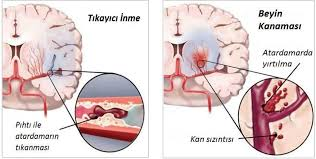 Tıkayıcı İnme
Pıhtı ile
atardamarın
tıkanması
Beyin
Kanaması
Atardamarda
yırtılma
Kan sızıntısı